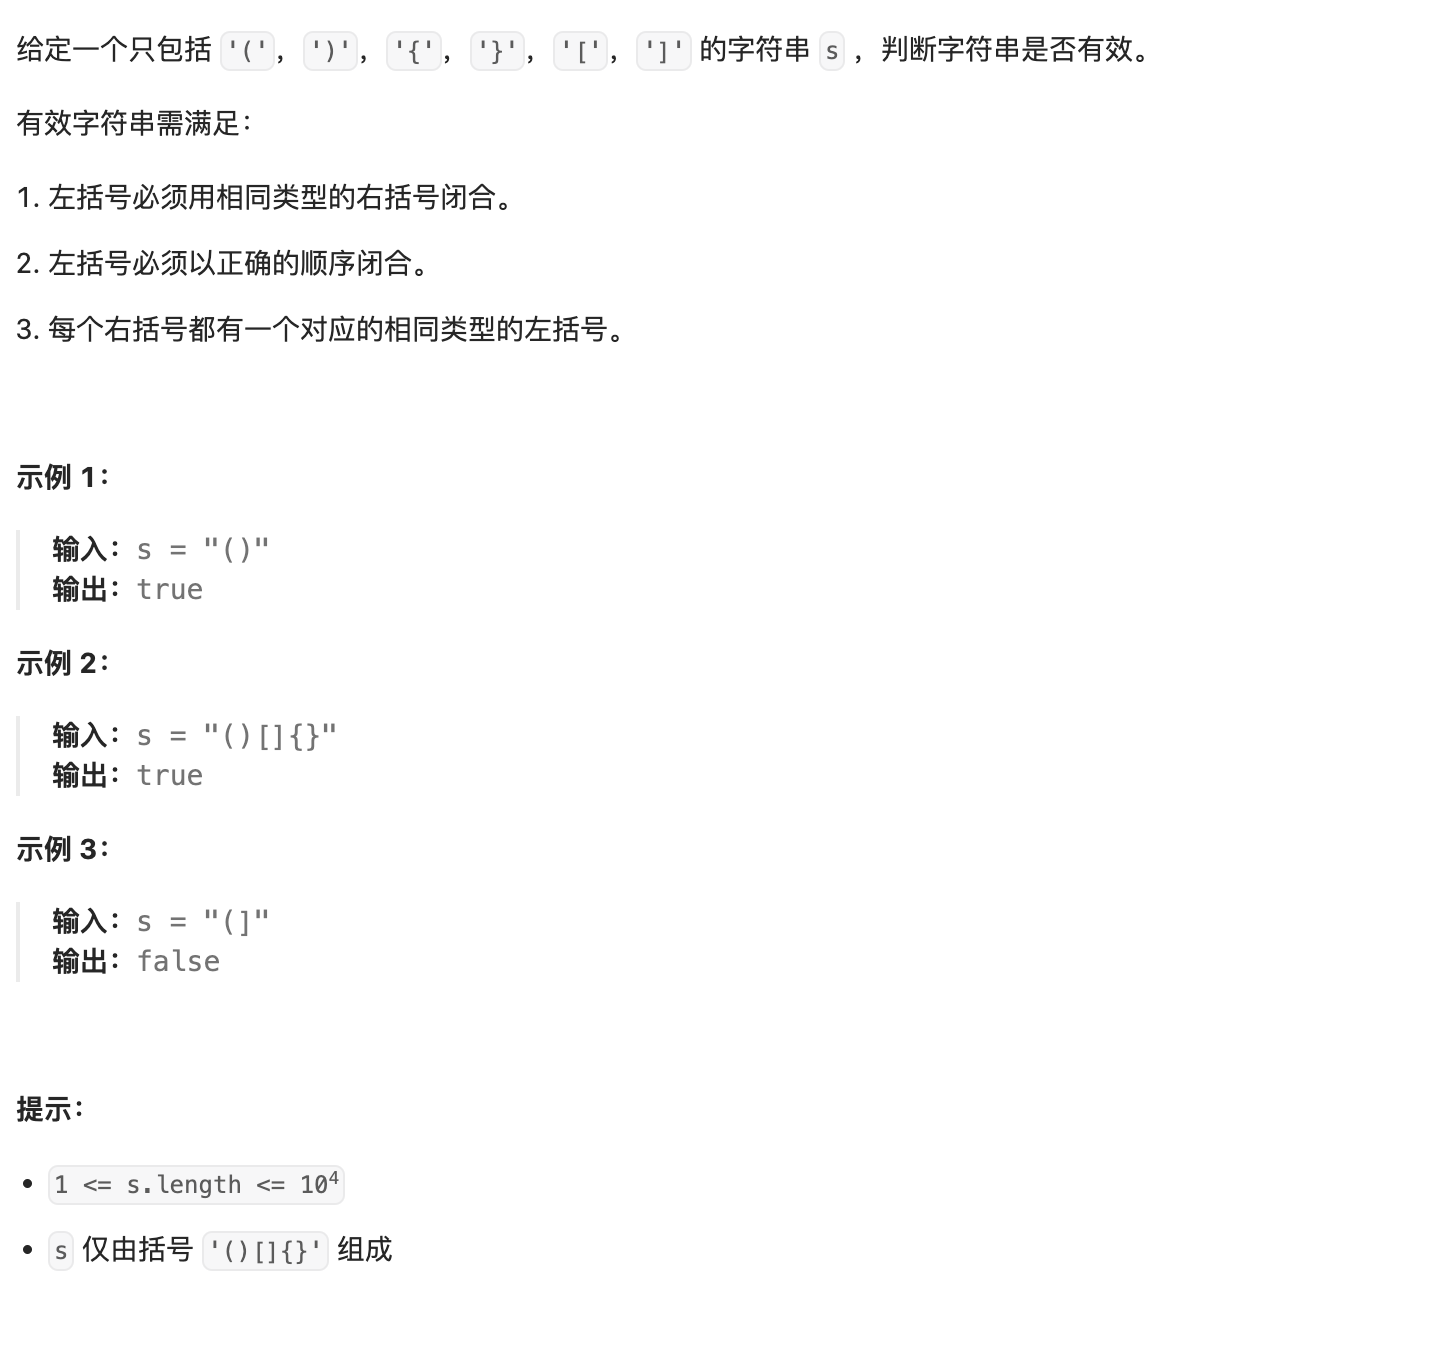 给定一个只包括 '('，')'，'{'，'}'，'['，']' 的字符串 s ，判断字符串是否有效。
有效字符串需满足：
1. 左括号必须用相同类型的右括号闭合。
2. 左括号必须以正确的顺序闭合。
3. 每个右括号都有一个对应的相同类型的左括号。
示例 1：
输入：s = "()"
输出：true
示例 2：
输入：s = "()[]{}"
输出：true
示例 3：
输入：s = "(]"
输出：false
提示：
• 1 <= s.length <= 10⁴
• s 仅由括号 '()[]{}' 组成